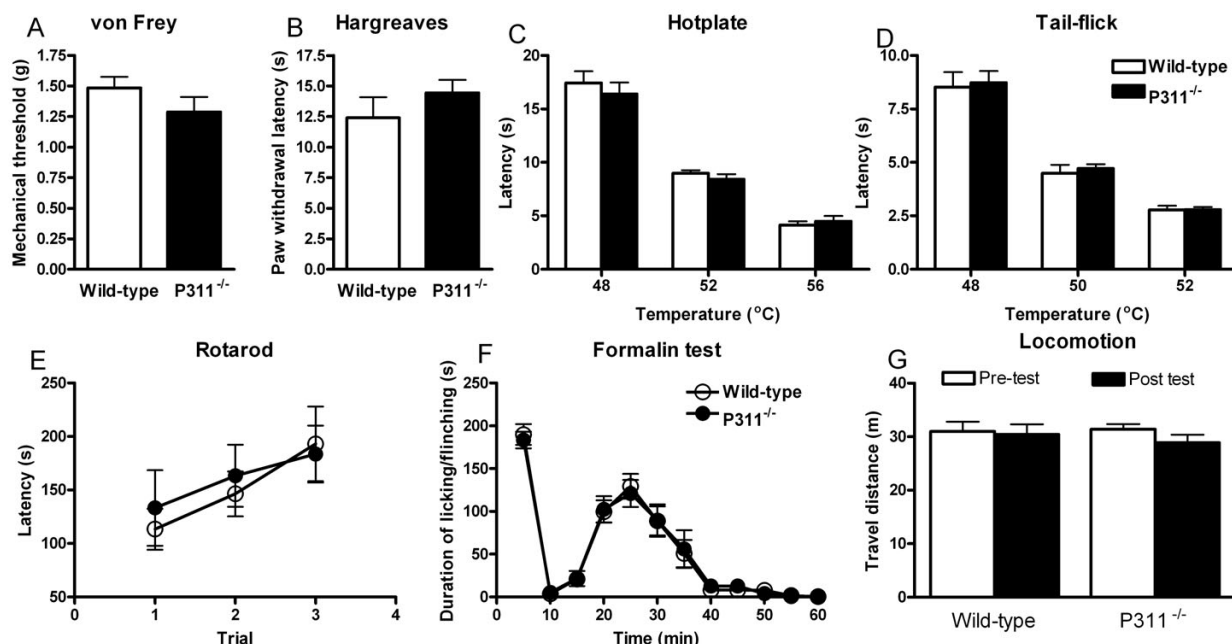 A
von Frey
Mechanical threshold (g)
1.75
1.50
1.25
1.00
0.75
0.50
0.25
0.00
Wild-type
P311-/-
B
Hargreaves
Paw withdrawal latency (s)
17.5
15.0
12.5
10.0
7.5
5.0
2.5
0.0
Wild-type
P311-/-
C
Hotplate
Latency (s)
20
15
10
5
0
48
52
56
Temperature (°C)
D
Tail-flick
Latency (s)
10.0
7.5
5.0
2.5
0.0
48
50
52
Temperature (°C)
Wild-type
P311-/-
E
Rotarod
Latency (s)
250
200
150
100
50
0
1
2
3
4
Trial
F
Formalin test
Duration of licking/flinching (s)
250
200
150
100
50
0
0
10
20
30
40
50
60
Time (min)
Wild-type
P311-/-
G
Locomotion
Pre-test
Post test
Travel distance (m)
40
30
20
10
0
Wild-type
P311 -/-